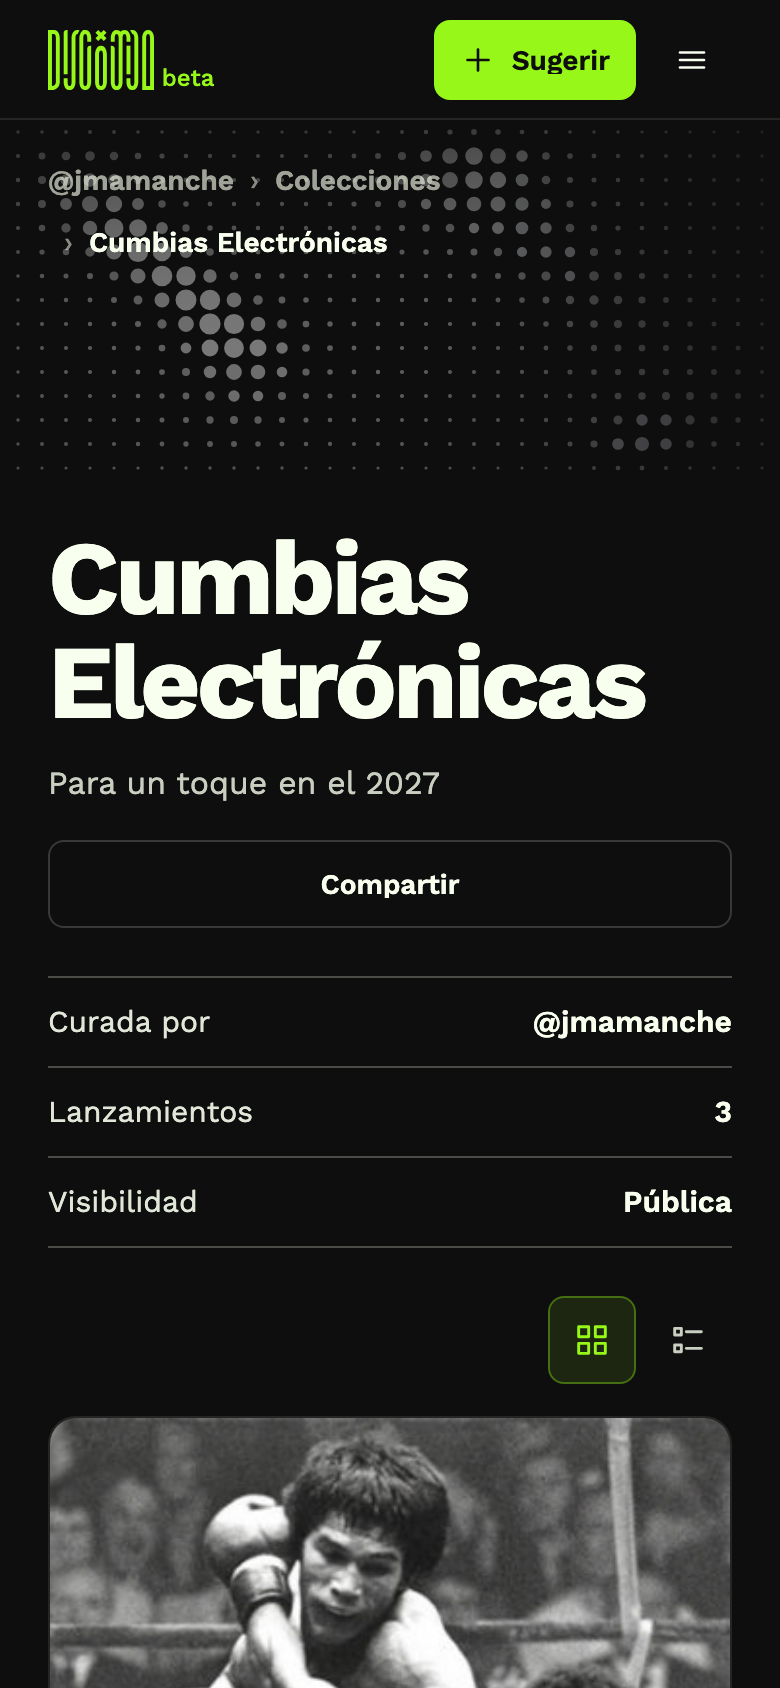 beta
+ Sugerir
@jmamanche › Colecciones
› Cumbias Electrónicas
Cumbias
Electrónicas
Para un toque en el 2027
Compartir
Curada por @jmamanche
Lanzamientos 3
Visibilidad Pública